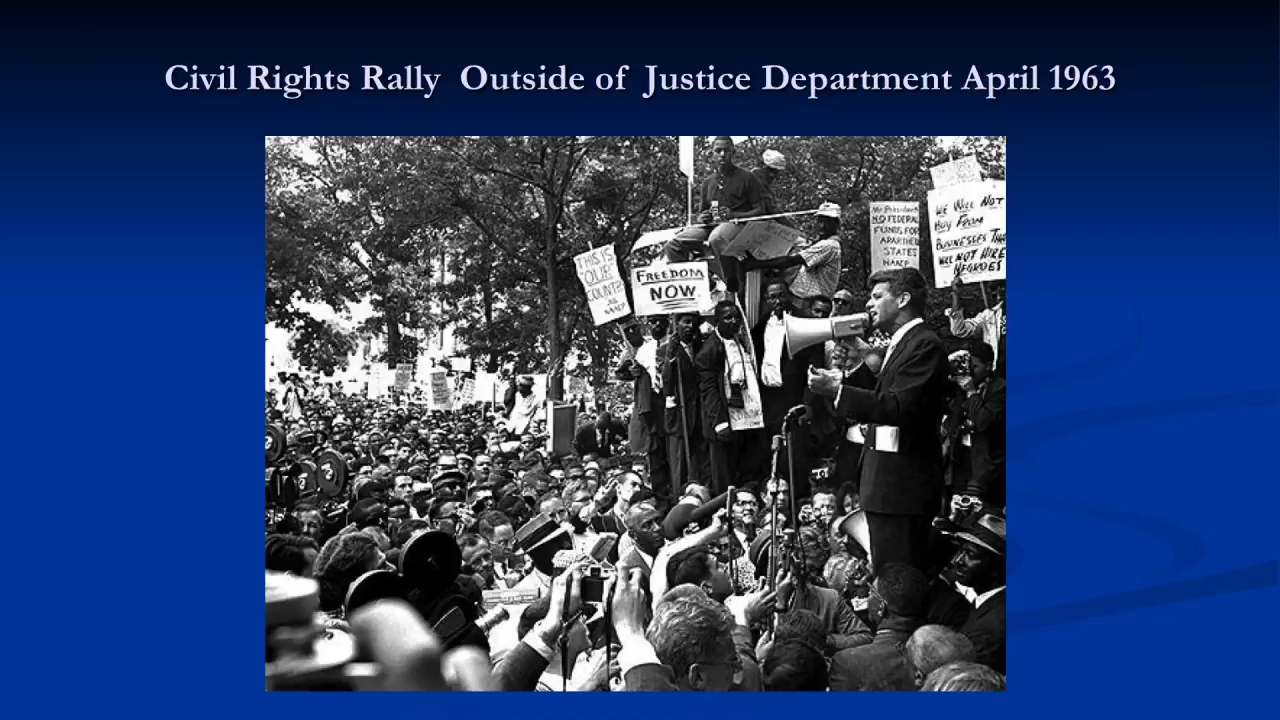 Civil Rights Rally Outside of Justice Department April 1963
THIS IS
OUR
COUNTRY
NAACP
FREEDOM
NOW
Mr. President
NO FEDERAL
FUNDS FOR
APARTHEID
STATES
NAACP
WE WILL NOT
BUY FROM
BUSINESSES THAT
WILL NOT HIRE
NEGROES